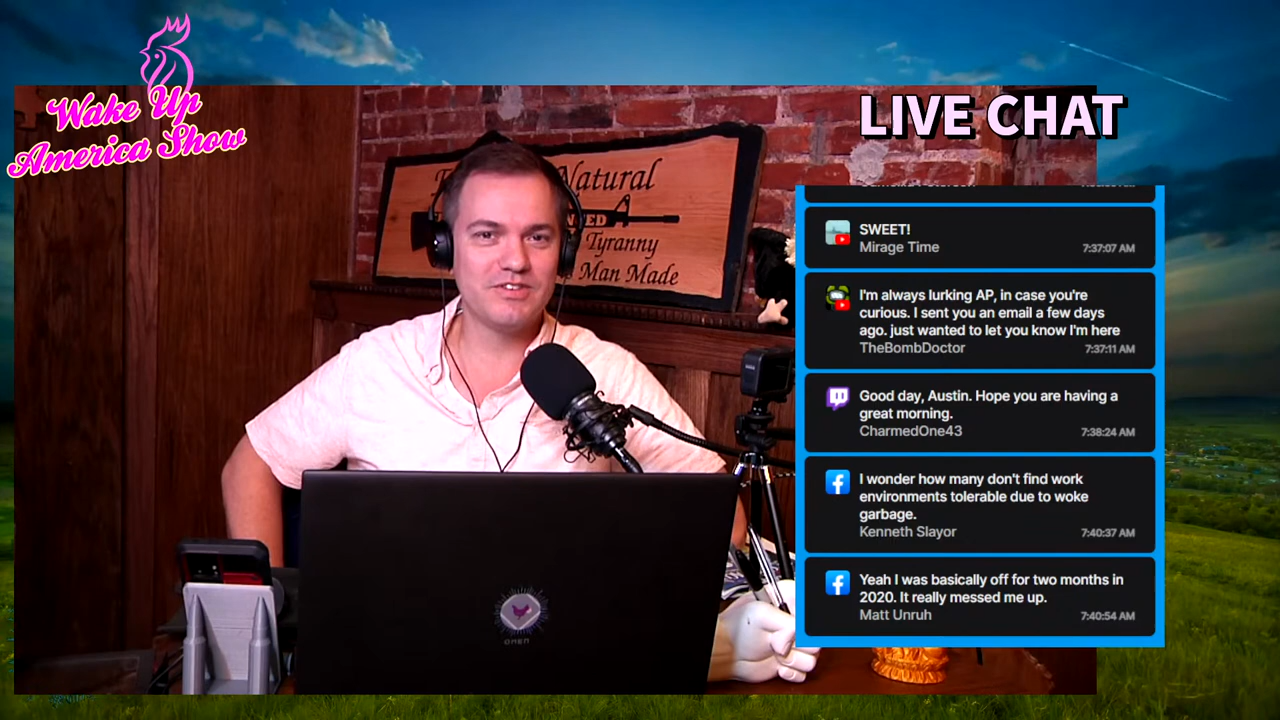 Wake Up
America Show
LIVE CHAT
Natural
Tyranny
Man Made
SWEET!
Mirage Time
7:37:07 AM
I'm always lurking AP, in case you're
curious. I sent you an email a few days
ago. just wanted to let you know I'm here
TheBombDoctor
7:37:11 AM
Good day, Austin. Hope you are having a
great morning.
CharmedOne43
7:38:24 AM
I wonder how many don't find work
environments tolerable due to woke
garbage.
Kenneth Slayor
7:40:37 AM
Yeah I was basically off for two months in
2020. It really messed me up.
Matt Unruh
7:40:54 AM
OMEN